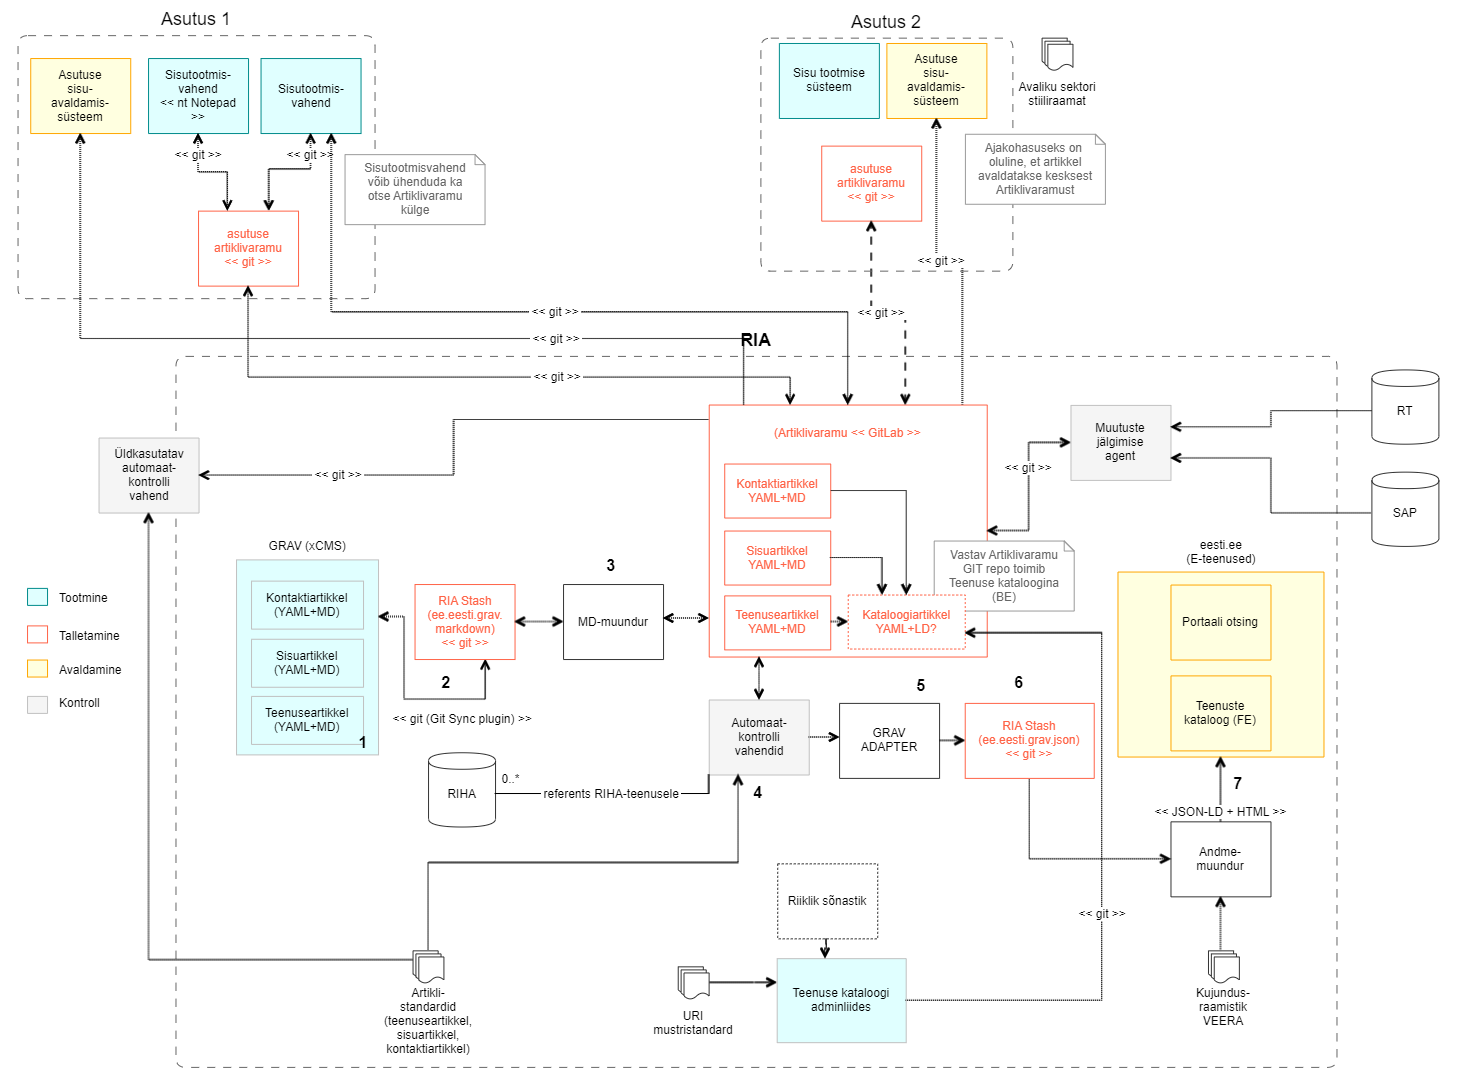 Asutus 1
Asutus 2
Asutuse
sisu-
avaldamis-
süsteem
Sisutootmis-
vahend
<< nt Notepad
>>
Sisutootmis-
vahend
<< git >>
<< git >>
Sisutootmisvahend
võib ühenduda ka
otse Artiklivaramu
külge
asutuse
artiklivaramu
<< git >>
Sisu tootmise
süsteem
Asutuse
sisu-
avaldamis-
süsteem
Avaliku sektori
stiiliraamat
asutuse
artiklivaramu
<< git >>
Ajakohasuseks on
oluline, et artikkel
avaldatakse kesksest
Artiklivaramust
<< git >>
<< git >>
<< git >>
<< git >>
RIA
<< git >>
(Artiklivaramu << GitLab >>
Kontaktiartikkel
YAML+MD
Sisuartikkel
YAML+MD
Teenuseartikkel
YAML+MD
Kataloogiartikkel
YAML+LD?
Vastav Artiklivaramu
GIT repo toimib
Teenuse kataloogina
(BE)
<< git >>
Muutuste
jälgimise
agent
RT
SAP
Üldkasutatav
automaat-
kontrolli
vahend
<< git >>
GRAV (xCMS)
Kontaktiartikkel
(YAML+MD)
Sisuartikkel
(YAML+MD)
Teenuseartikkel
(YAML+MD)
1
RIA Stash
(ee.eesti.grav.
markdown)
<< git >>
2
<< git (Git Sync plugin) >>
3
MD-muundur
Tootmine
Talletamine
Avaldamine
Kontroll
eesti.ee
(E-teenused)
Portaali otsing
Teenuste
kataloog (FE)
Automaat-
kontrolli
vahendid
4
5
GRAV
ADAPTER
6
RIA Stash
(ee.eesti.grav.json)
<< git >>
7
<< JSON-LD + HTML >>
RIHA
0..*
referents RIHA-teenusele
Andme-
muundur
Riiklik sõnastik
<< git >>
Artikli-
standardid
(teenuseartikkel,
sisuartikkel,
kontaktiartikkel)
URI
mustristandard
Teenuse kataloogi
adminliides
Kujundus-
raamistik
VEERA